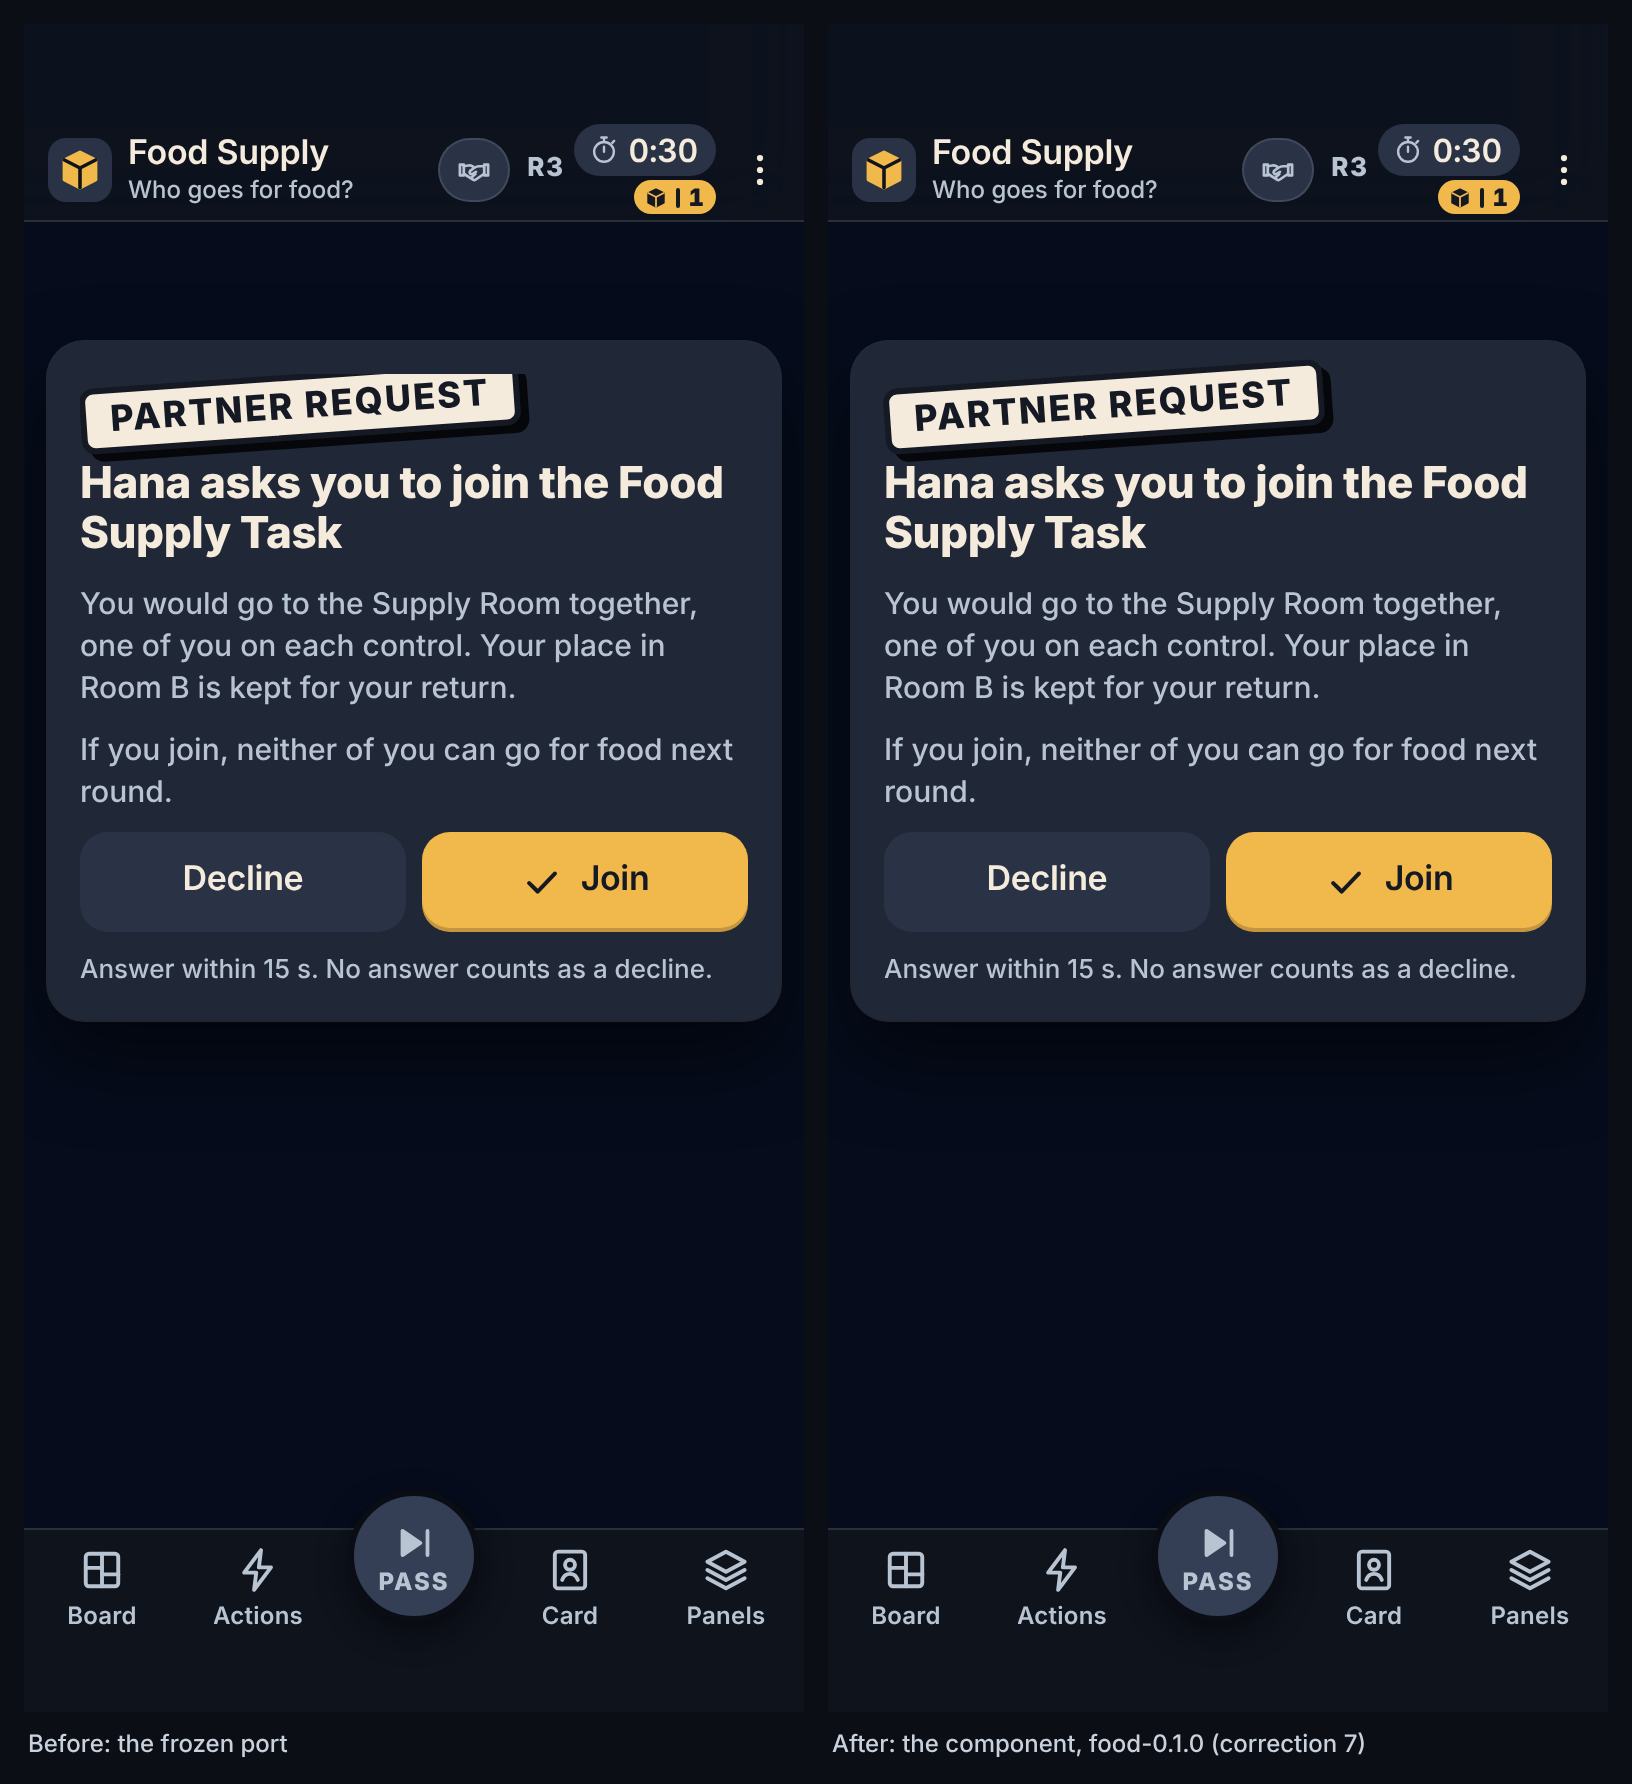 Food Supply
Who goes for food?
R3
0:30
1
PARTNER REQUEST
Hana asks you to join the Food
Supply Task
You would go to the Supply Room together,
one of you on each control. Your place in
Room B is kept for your return.
If you join, neither of you can go for food next
round.
Decline
Join
Answer within 15 s. No answer counts as a decline.
PASS
Board
Actions
Card
Panels
Before: the frozen port
Food Supply
Who goes for food?
R3
0:30
1
PARTNER REQUEST
Hana asks you to join the Food
Supply Task
You would go to the Supply Room together,
one of you on each control. Your place in
Room B is kept for your return.
If you join, neither of you can go for food next
round.
Decline
Join
Answer within 15 s. No answer counts as a decline.
PASS
Board
Actions
Card
Panels
After: the component, food-0.1.0 (correction 7)